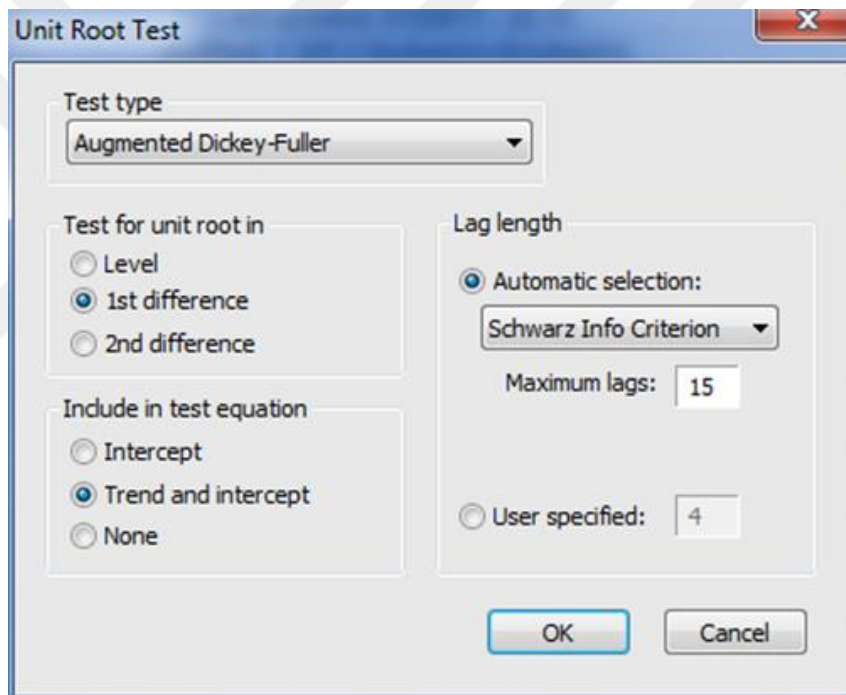 Unit Root Test
Test type
Augmented Dickey-Fuller
Test for unit root in
Level
1st difference
2nd difference
Include in test equation
Intercept
Trend and intercept
None
Lag length
Automatic selection:
Schwarz Info Criterion
Maximum lags: 15
User specified: 4
OK Cancel